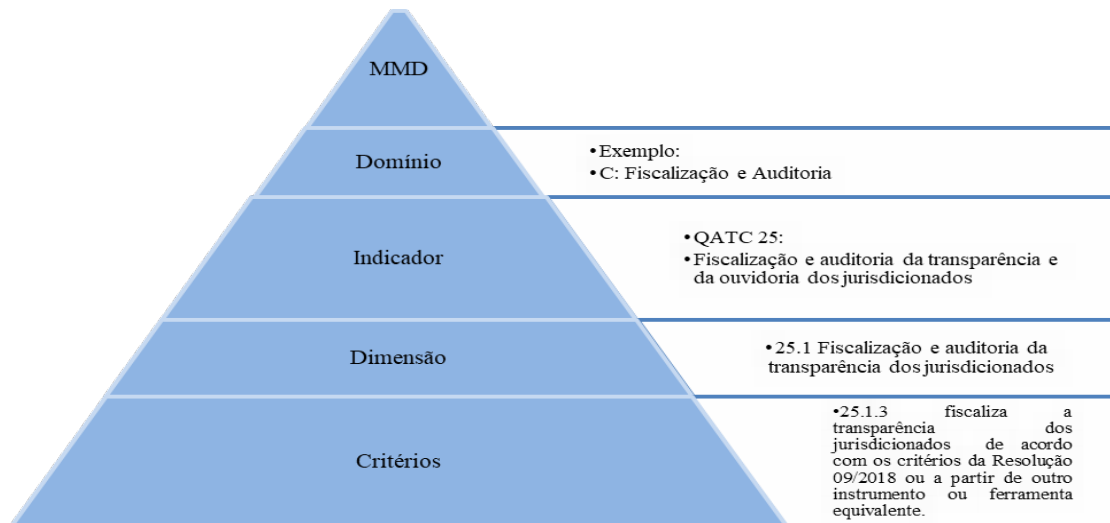 MMD
Domínio
•Exemplo:
•C: Fiscalização e Auditoria
Indicador
•QATC 25:
•Fiscalização e auditoria da transparência e
da ouvidoria dos jurisdicionados
Dimensão
•25.1 Fiscalização e auditoria da
transparência dos jurisdicionados
Critérios
•25.1.3 fiscaliza a
transparência dos
jurisdicionados de acordo
com os critérios da Resolução
09/2018 ou a partir de outro
instrumento ou ferramenta
equivalente.